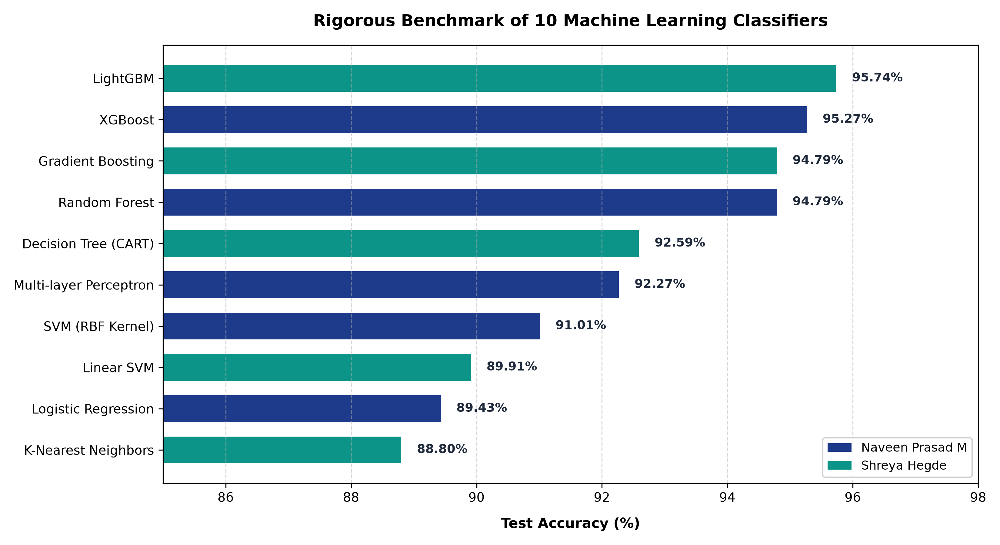 Rigorous Benchmark of 10 Machine Learning Classifiers
LightGBM 95.74%
XGBoost 95.27%
Gradient Boosting 94.79%
Random Forest 94.79%
Decision Tree (CART) 92.59%
Multi-layer Perceptron 92.27%
SVM (RBF Kernel) 91.01%
Linear SVM 89.91%
Logistic Regression 89.43%
K-Nearest Neighbors 88.80%
Naveen Prasad M
Shreya Hegde
86 88 90 92 94 96 98
Test Accuracy (%)